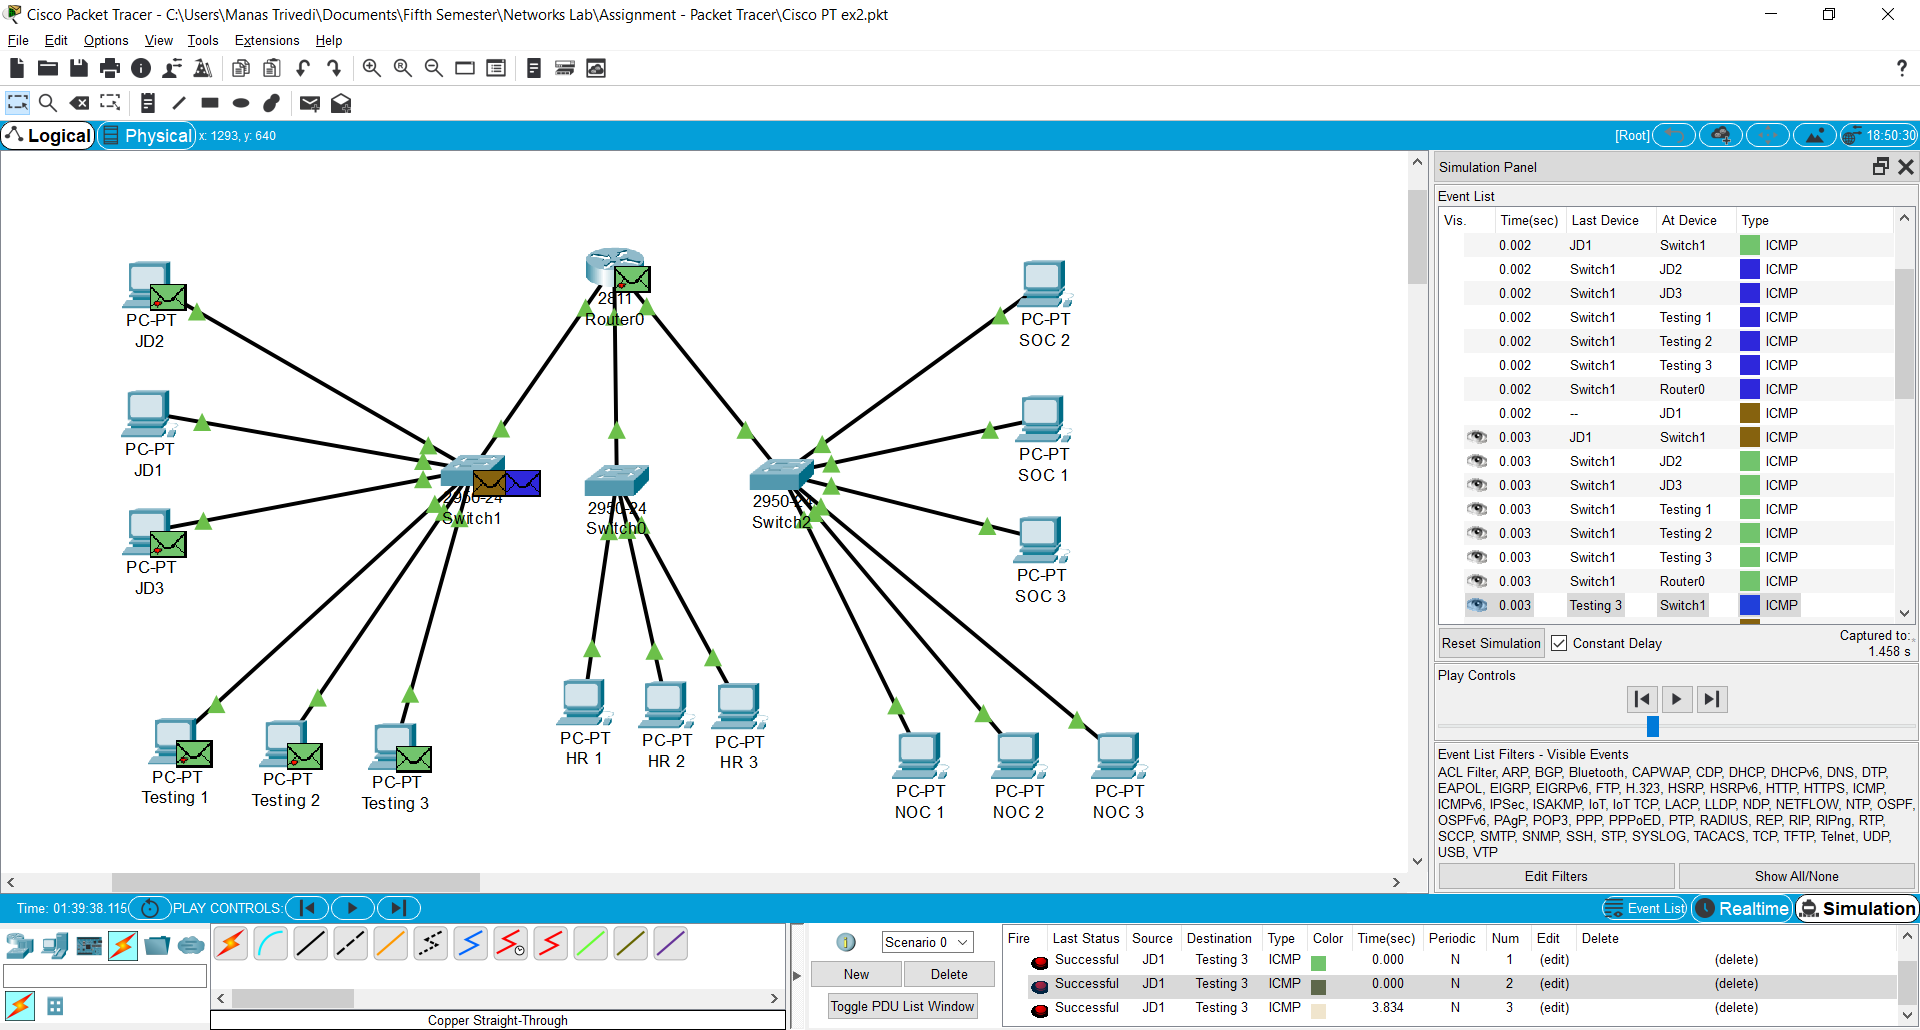 Cisco Packet Tracer - C:\Users\Manas Trivedi\Documents\Fifth Semester\Networks Lab\Assignment - Packet Tracer\Cisco PT ex2.pkt
File Edit Options View Tools Extensions Help
?
Logical Physical x: 1293, y: 640 [Root] 18:50:30
PC-PT
JD2
PC-PT
JD1
PC-PT
JD3
2811
Router0
2950-24
Switch1
2950-24
Switch0
2950-24
Switch2
PC-PT
SOC 2
PC-PT
SOC 1
PC-PT
SOC 3
PC-PT
Testing 1
PC-PT
Testing 2
PC-PT
Testing 3
PC-PT
HR 1
PC-PT
HR 2
PC-PT
HR 3
PC-PT
NOC 1
PC-PT
NOC 2
PC-PT
NOC 3
Simulation Panel
Event List
Vis. Time(sec) Last Device At Device Type
0.002 JD1 Switch1 ICMP
0.002 Switch1 JD2 ICMP
0.002 Switch1 JD3 ICMP
0.002 Switch1 Testing 1 ICMP
0.002 Switch1 Testing 2 ICMP
0.002 Switch1 Testing 3 ICMP
0.002 Switch1 Router0 ICMP
0.002 -- JD1 ICMP
0.003 JD1 Switch1 ICMP
0.003 Switch1 JD2 ICMP
0.003 Switch1 JD3 ICMP
0.003 Switch1 Testing 1 ICMP
0.003 Switch1 Testing 2 ICMP
0.003 Switch1 Testing 3 ICMP
0.003 Switch1 Router0 ICMP
0.003 Testing 3 Switch1 ICMP
Reset Simulation Constant Delay Captured to:
1.458 s
Play Controls
Event List Filters - Visible Events
ACL Filter, ARP, BGP, Bluetooth, CAPWAP, CDP, DHCP, DHCPv6, DNS, DTP,
EAPOL, EIGRP, EIGRPv6, FTP, H.323, HSRP, HSRPv6, HTTP, HTTPS, ICMP,
ICMPv6, IPSec, ISAKMP, IoT, IoT TCP, LACP, LLDP, NDP, NETFLOW, NTP, OSPF,
OSPFv6, PAgP, POP3, PPP, PPPoED, PTP, RADIUS, REP, RIP, RIPng, RTP,
SCCP, SMTP, SNMP, SSH, STP, SYSLOG, TACACS, TCP, TFTP, Telnet, UDP,
USB, VTP
Edit Filters Show All/None
Time: 01:39:38.115 PLAY CONTROLS: Event List Realtime Simulation
Copper Straight-Through
Scenario 0
New Delete
Toggle PDU List Window
Fire Last Status Source Destination Type Color Time(sec) Periodic Num Edit Delete
Successful JD1 Testing 3 ICMP 0.000 N 1 (edit) (delete)
Successful JD1 Testing 3 ICMP 0.000 N 2 (edit) (delete)
Successful JD1 Testing 3 ICMP 3.834 N 3 (edit) (delete)